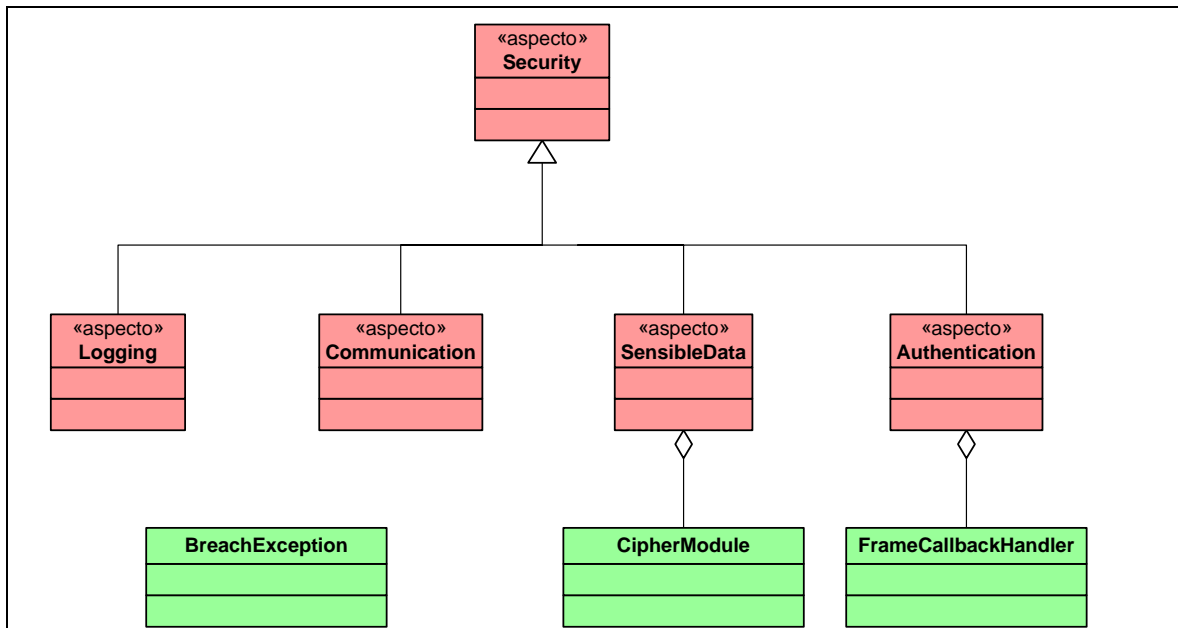 «aspecto»
Security
«aspecto»
Logging
«aspecto»
Communication
«aspecto»
SensibleData
«aspecto»
Authentication
BreachException
CipherModule
FrameCallbackHandler